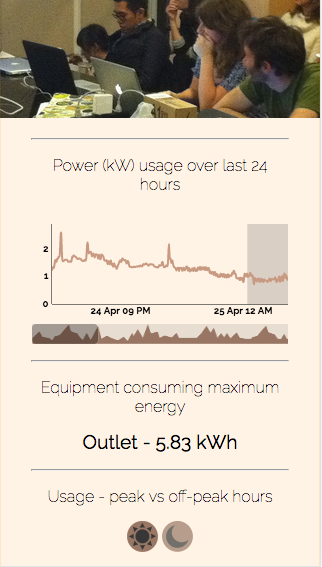 Power (kW) usage over last 24
hours
2
1
0
24 Apr 09 PM 25 Apr 12 AM
Equipment consuming maximum
energy
Outlet - 5.83 kWh
Usage - peak vs off-peak hours